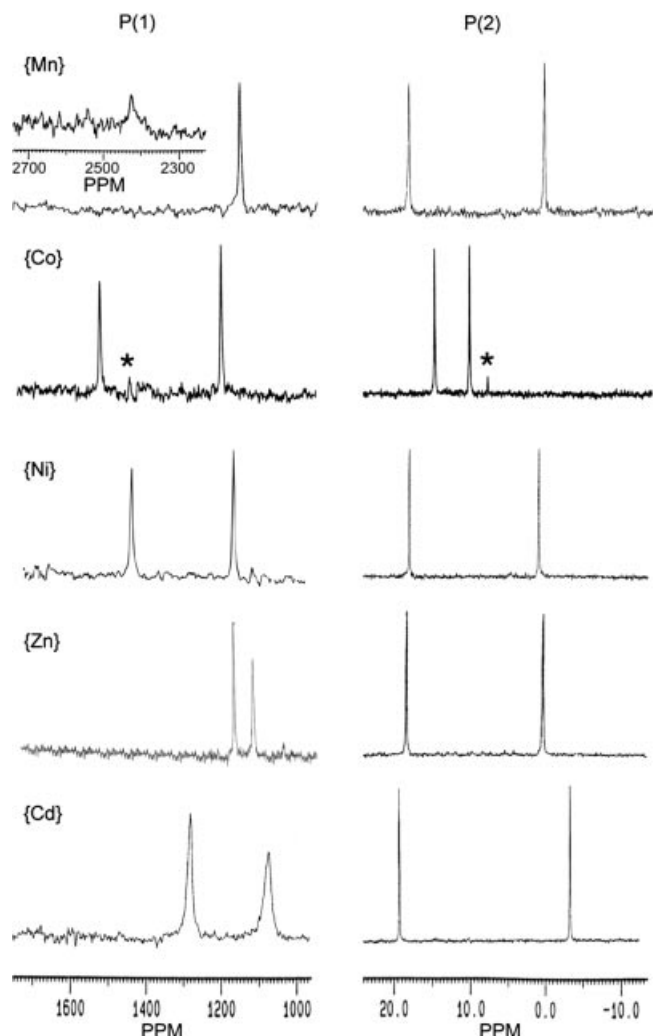 P(1) P(2)
{Mn}
2700 2500 2300
PPM
{Co}
*
*
{Ni}
{Zn}
{Cd}
1600 1400 1200 1000 20.0 10.0 0.0 -10.0
PPM PPM